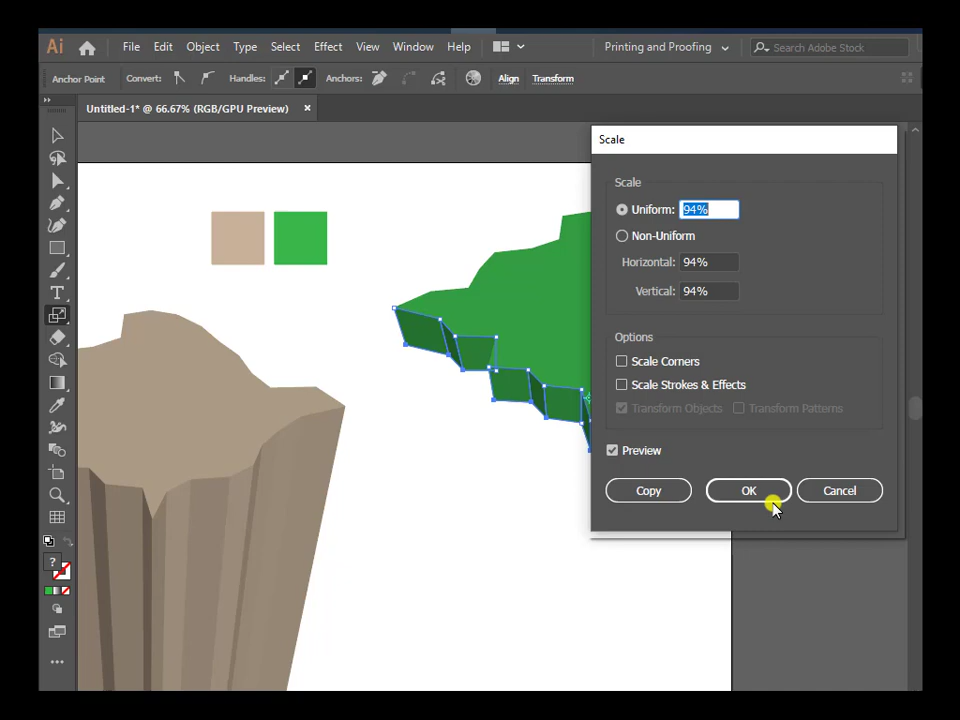 Ai File Edit Object Type Select Effect View Window Help Printing and Proofing Search Adobe Stock
Anchor Point Convert: Handles: Anchors: Align Transform
Untitled-1* @ 66.67% (RGB/GPU Preview) ×
Scale
Scale
Uniform: 94%
Non-Uniform
Horizontal: 94%
Vertical: 94%
Options
Scale Corners
Scale Strokes & Effects
Transform Objects Transform Patterns
Preview
Copy OK Cancel
T
?